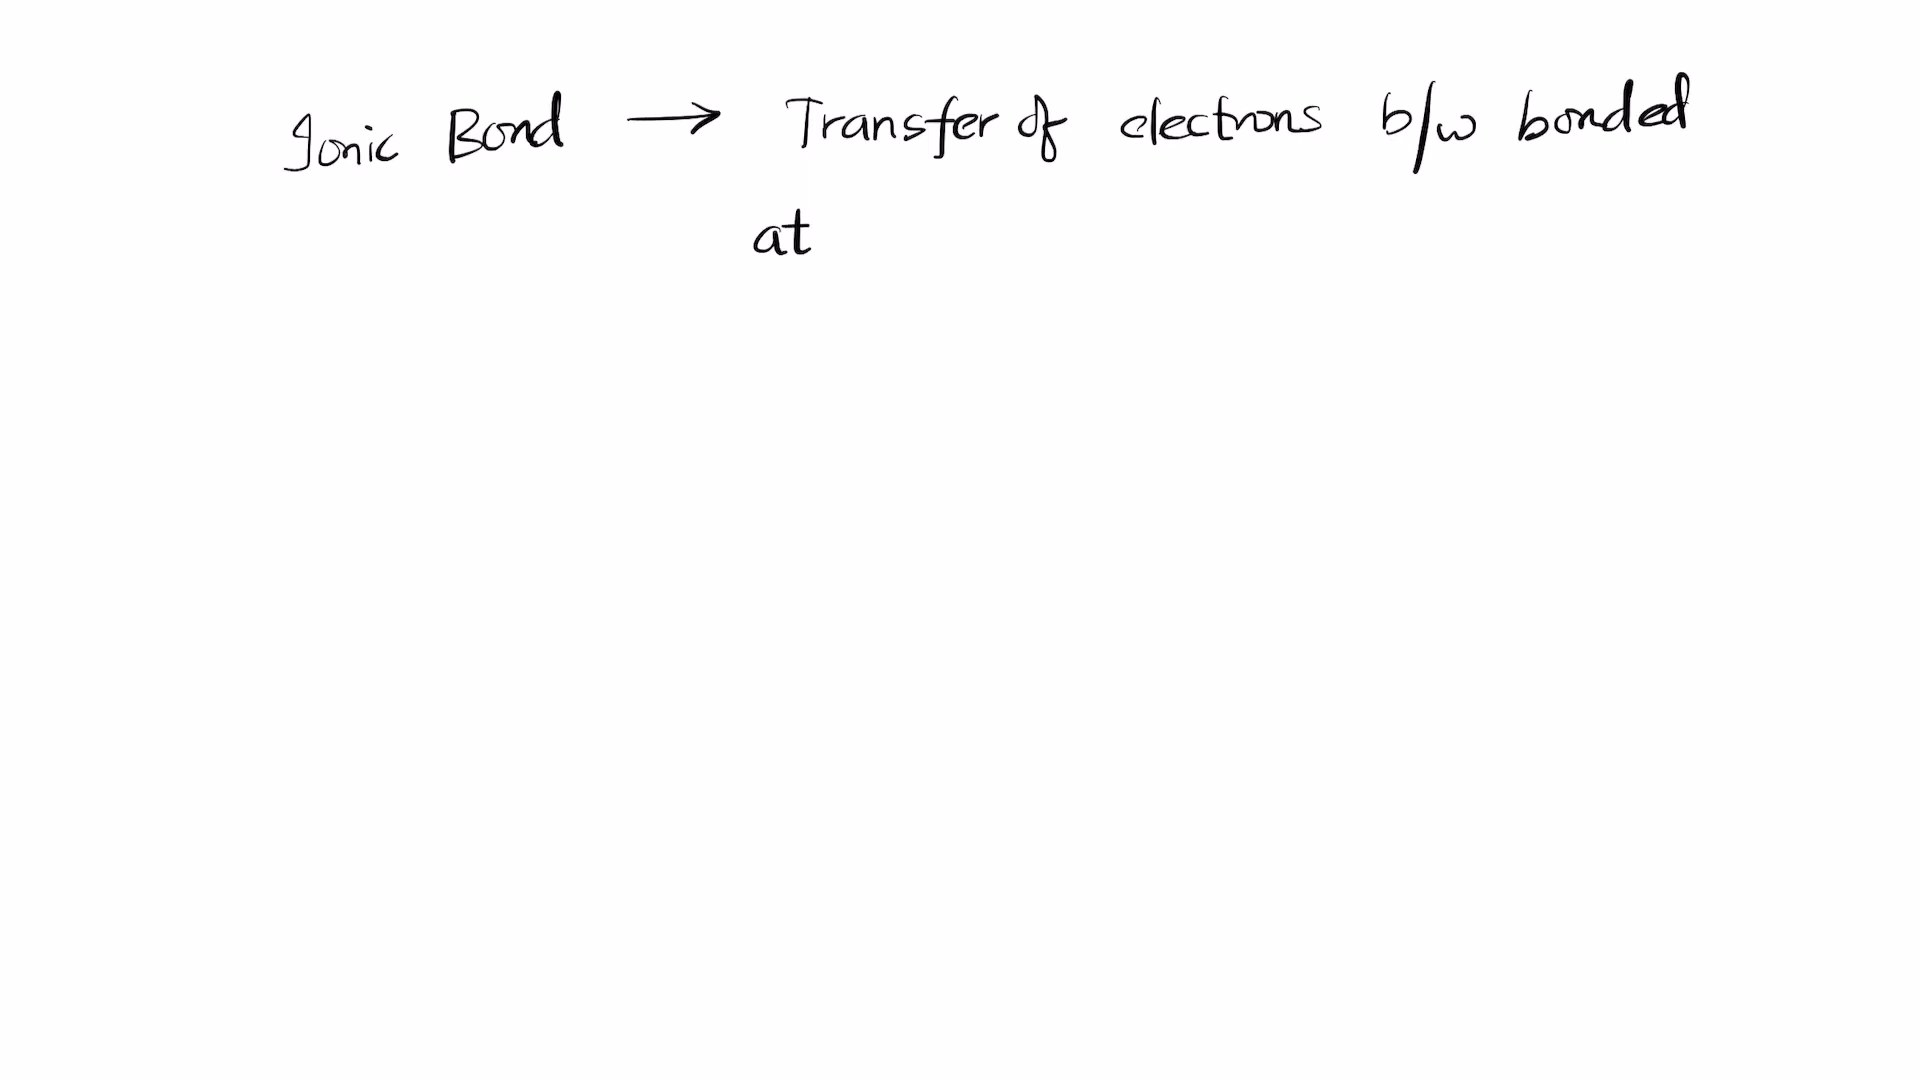 Ionic Bond → Transfer of electrons b/w bonded
at